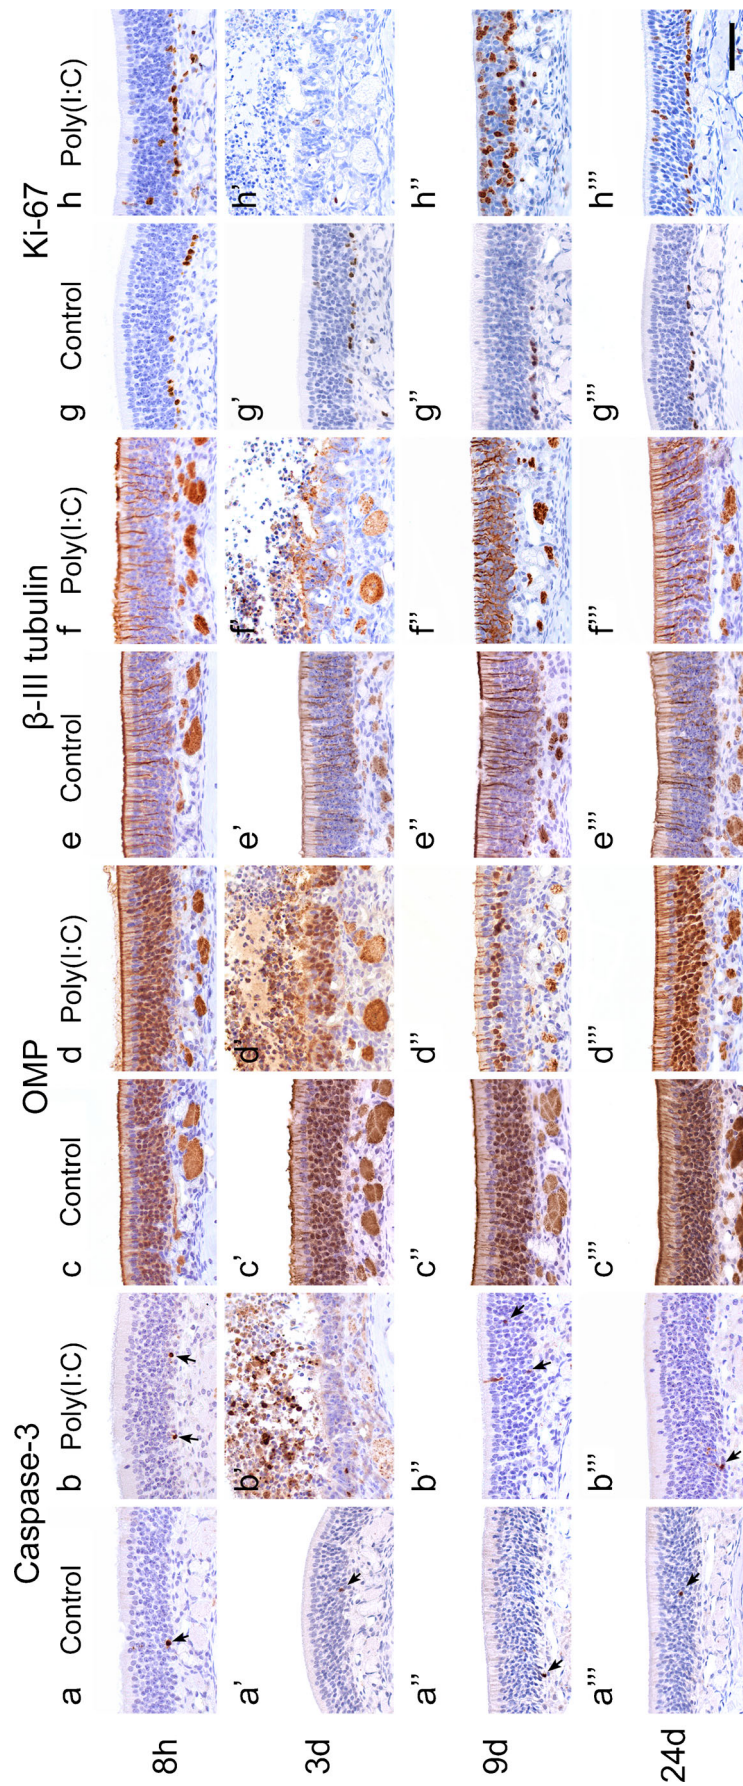 Caspase-3 OMP β-III tubulin Ki-67
Control Poly(I:C) Control Poly(I:C) Control Poly(I:C) Control Poly(I:C)
a b c d e f g h
8h
a’ b’ c’ d’ e’ f’ g’ h’
3d
a’’ b’’ c’’ d’’ e’’ f’’ g’’ h’’
9d
a’’’ b’’’ c’’’ d’’’ e’’’ f’’’ g’’’ h’’’
24d